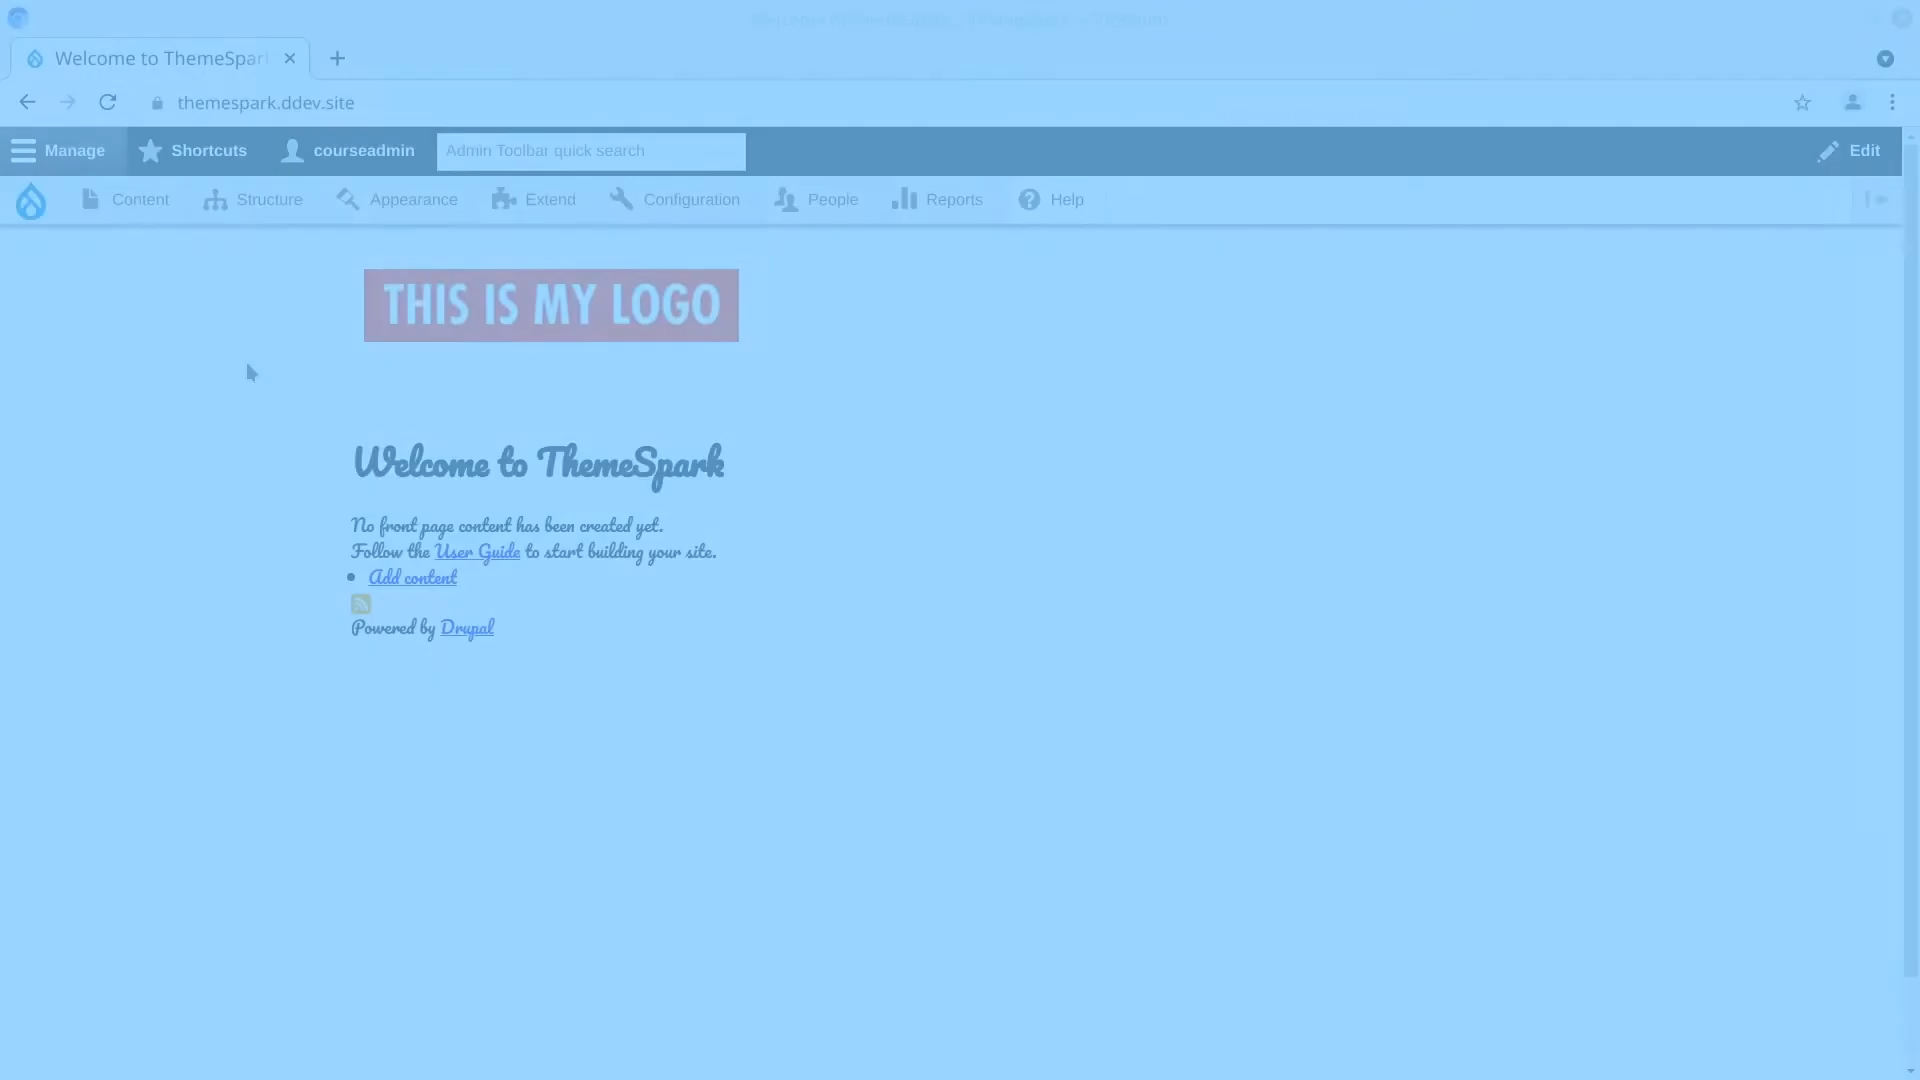 Welcome to ThemeSpark
themespark.ddev.site
Manage
Shortcuts
courseadmin
Admin Toolbar quick search
Edit
Content
Structure
Appearance
Extend
Configuration
People
Reports
Help
THIS IS MY LOGO
Welcome to ThemeSpark
No front page content has been created yet.
Follow the User Guide to start building your site.
Add content
Powered by Drupal